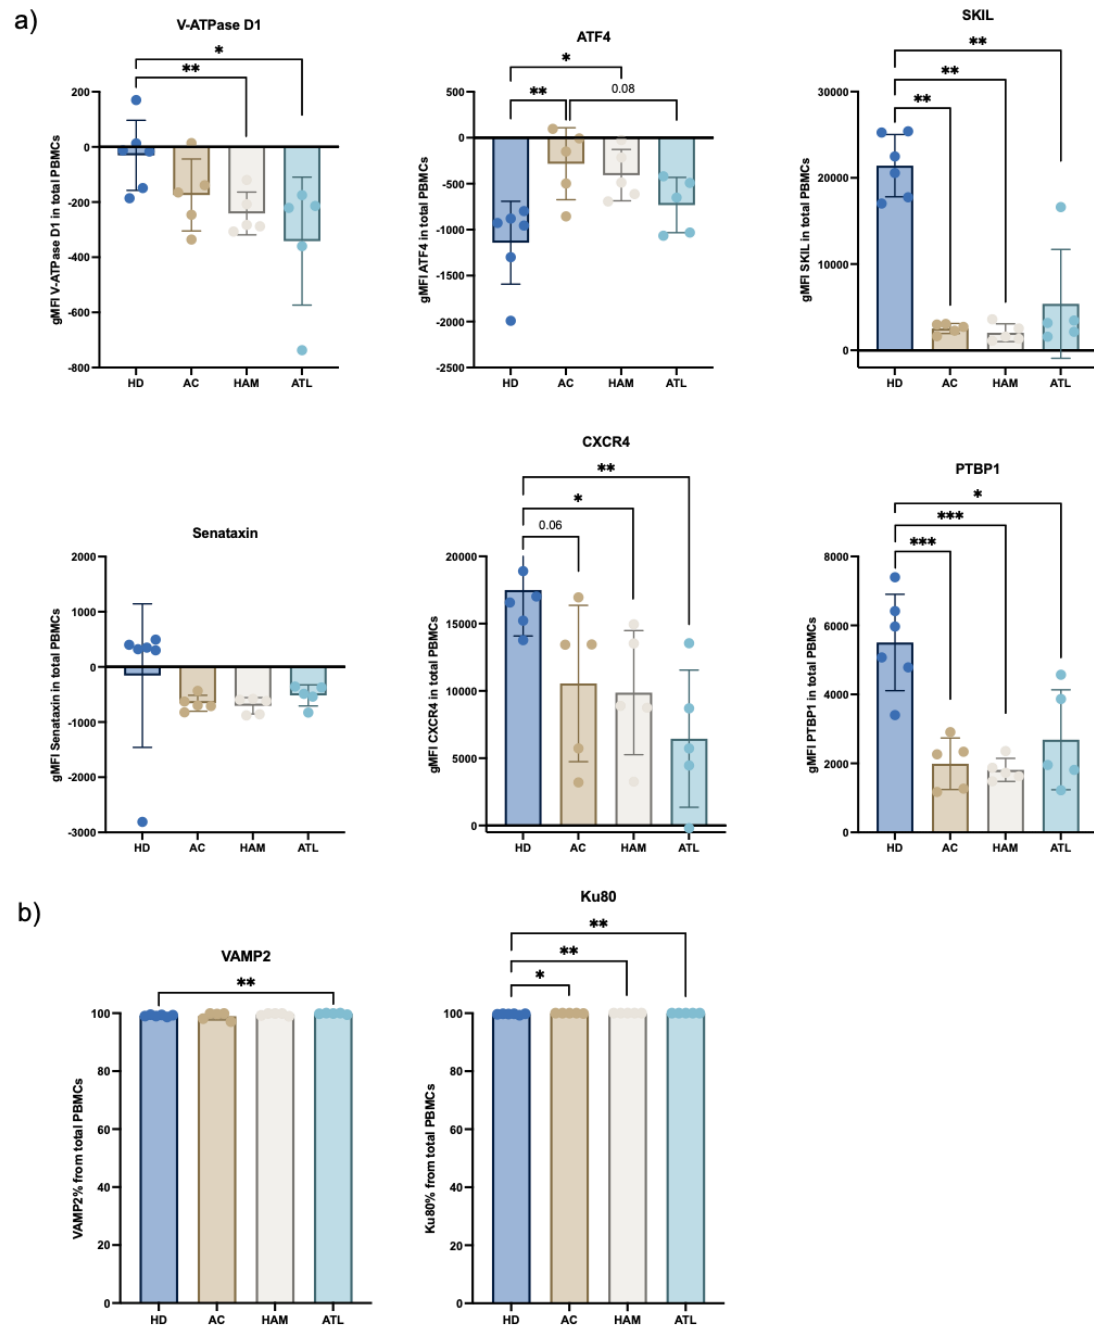 a)
V-ATPase D1
*
**
gMFI V-ATPase D1 in total PBMCs
200
0
-200
-400
-600
-800
HD AC HAM ATL
ATF4
*
** 0.08
gMFI ATF4 in total PBMCs
500
0
-500
-1000
-1500
-2000
-2500
HD AC HAM ATL
SKIL
**
**
**
gMFI SKIL in total PBMCs
30000
20000
10000
0
HD AC HAM ATL
Senataxin
gMFI Senataxin in total PBMCs
2000
1000
0
-1000
-2000
-3000
HD AC HAM ATL
CXCR4
**
*
0.06
gMFI CXCR4 in total PBMCs
20000
15000
10000
5000
0
HD AC HAM ATL
PTBP1
*
***
***
gMFI PTBP1 in total PBMCs
8000
6000
4000
2000
0
HD AC HAM ATL
b)
VAMP2
**
VAMP2% from total PBMCs
100
80
60
40
20
0
HD AC HAM ATL
Ku80
**
**
*
Ku80% from total PBMCs
100
80
60
40
20
0
HD AC HAM ATL